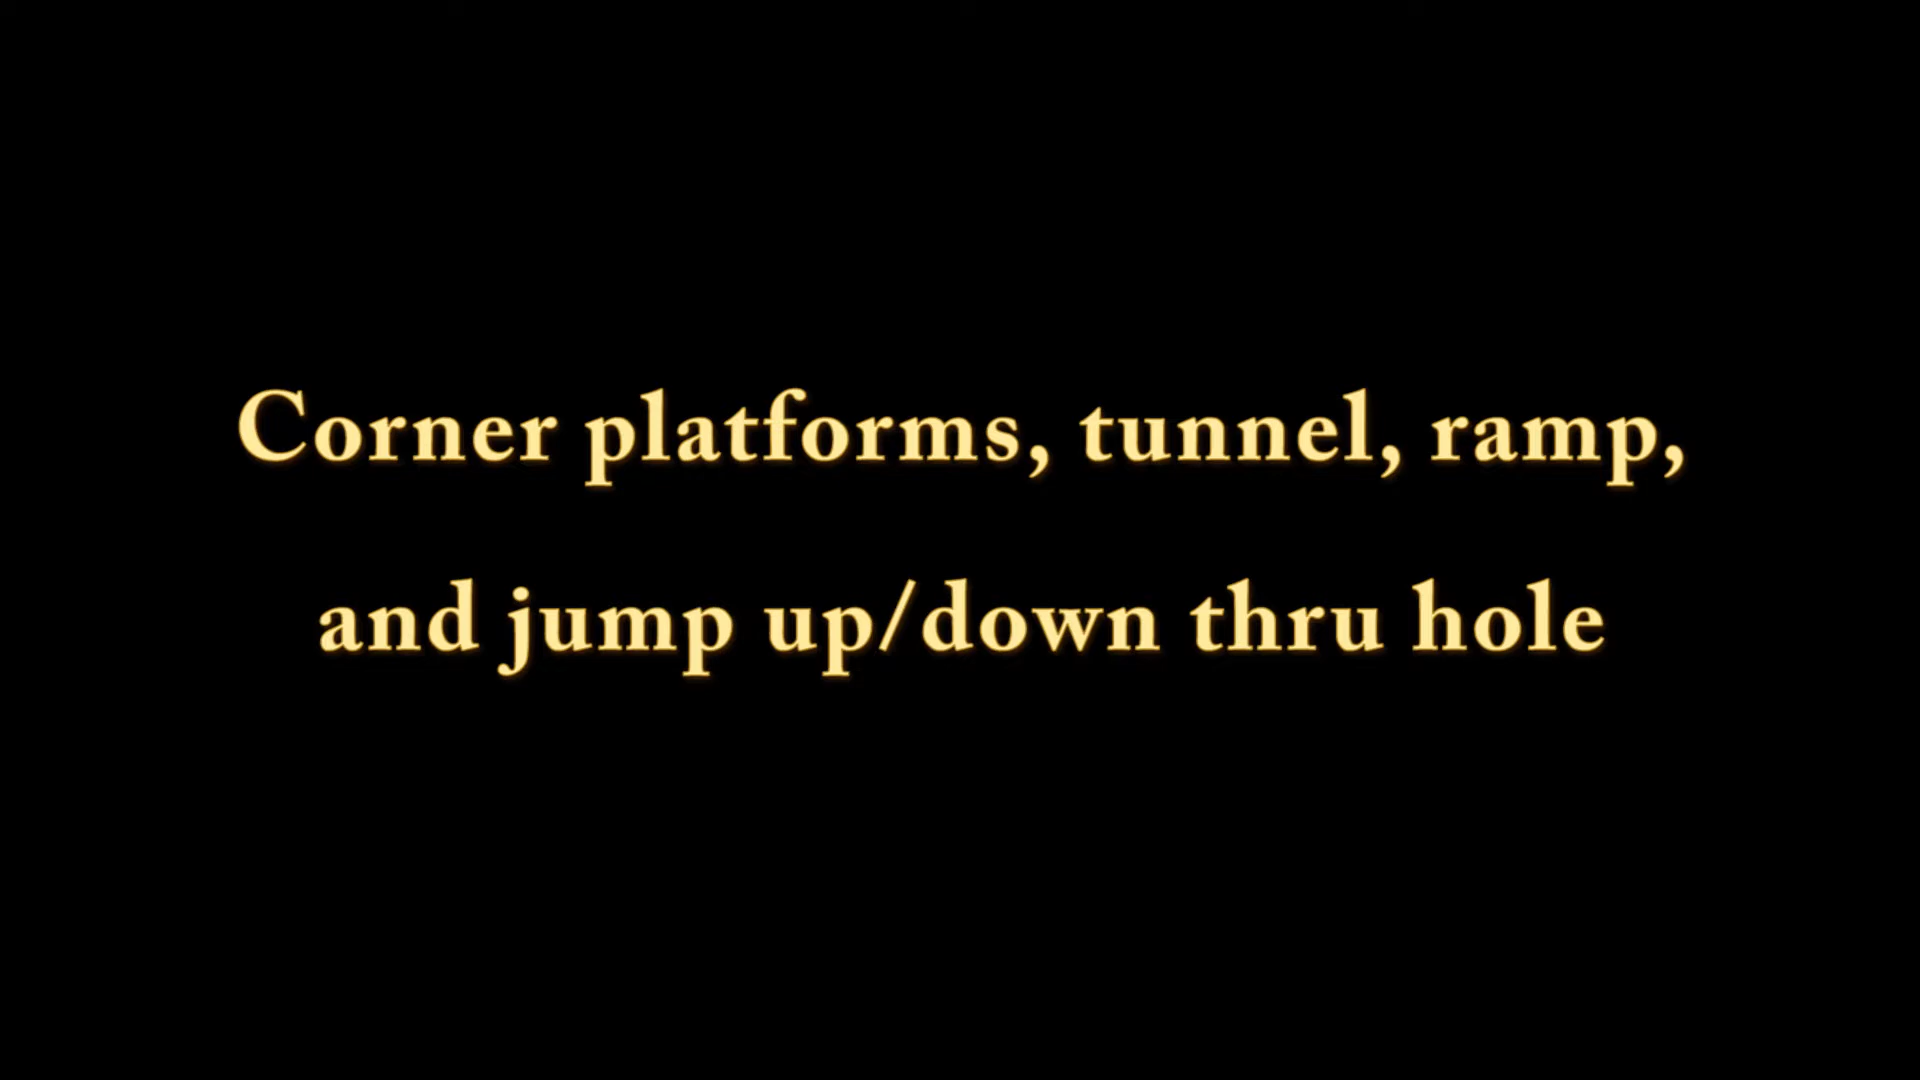 Corner platforms, tunnel, ramp,
and jump up/down thru hole